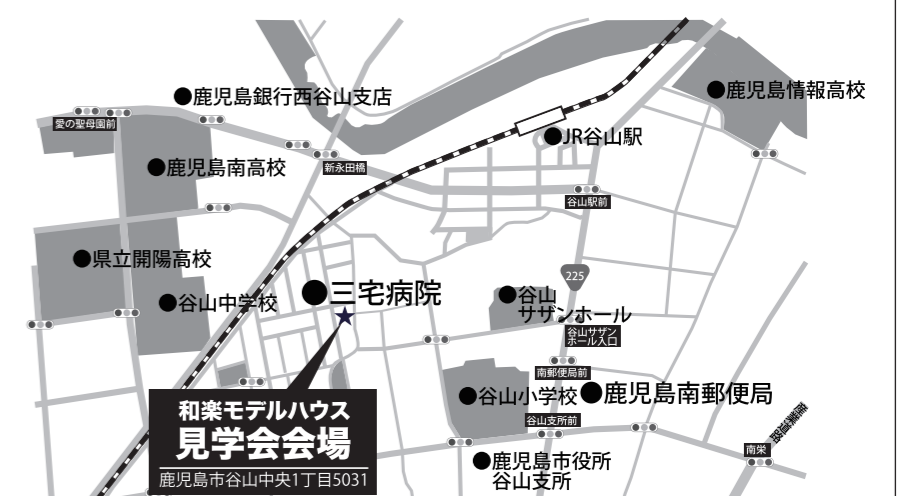 ●鹿児島銀行西谷山支店
愛の聖母園前
●鹿児島情報高校
●JR谷山駅
●鹿児島南高校
新永田橋
谷山駅前
●県立開陽高校
●谷山中学校
●三宅病院
★
225
●谷山
サザンホール
谷山サザン
ホール入口
南郵便局前
●谷山小学校
●鹿児島南郵便局
谷山支所前
産業道路
南栄
●鹿児島市役所
谷山支所
和楽モデルハウス
見学会会場
鹿児島市谷山中央1丁目5031